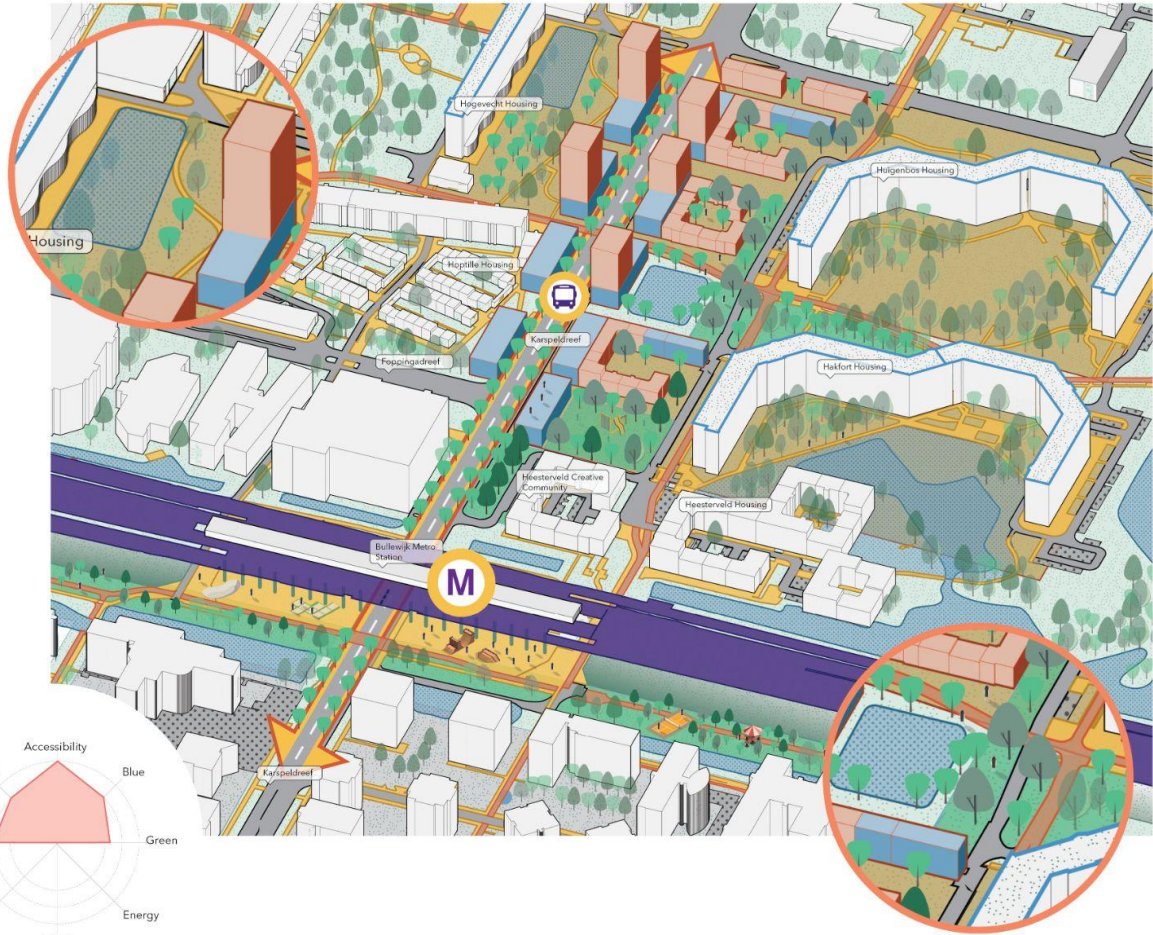 Hogevecht Housing
Hulgenbos Housing
Housing
Hoptille Housing
Karspeldreef
Foppingadreef
Hakfort Housing
Heesterveld Creative
Community
Heesterveld Housing
Bullewijk Metro
Station
M
Karspeldreef
Accessibility
Blue
Green
Energy